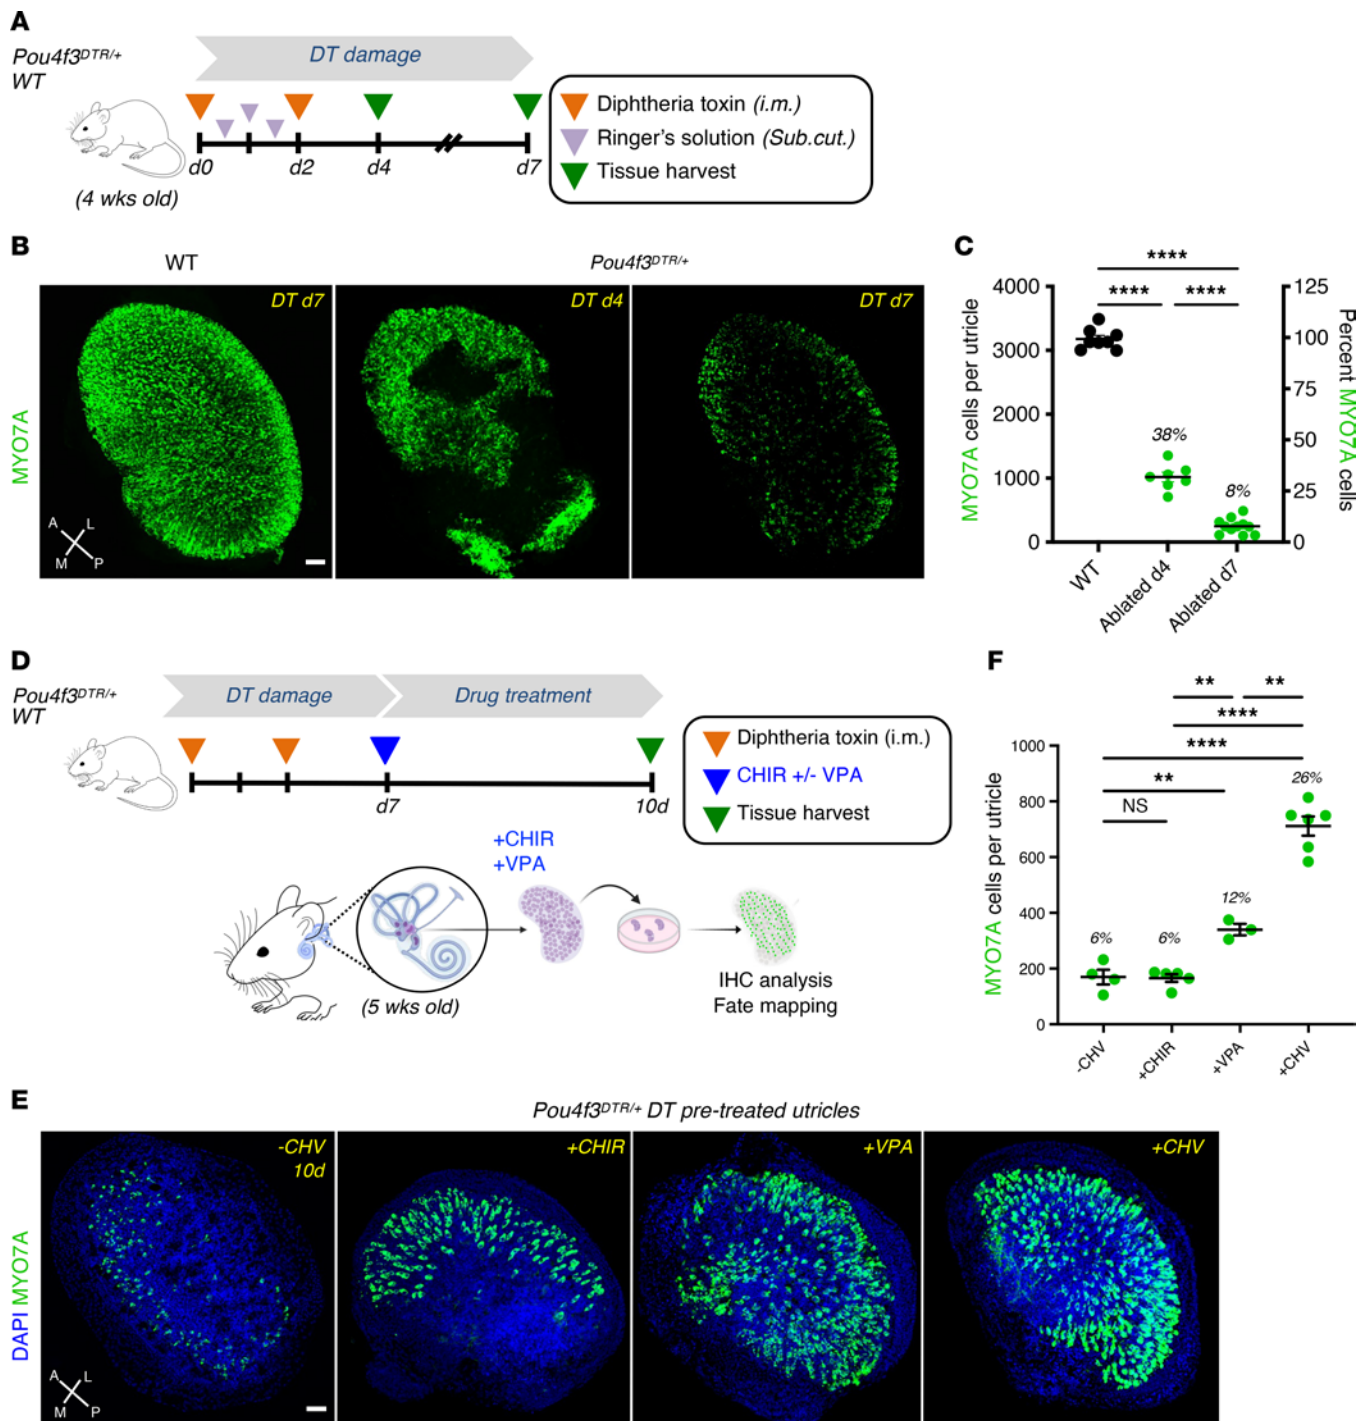 A
Pou4f3DTR/+
WT
DT damage
d0
d2
d4
d7
(4 wks old)
Diphtheria toxin (i.m.)
Ringer's solution (Sub.cut.)
Tissue harvest
B
WT
Pou4f3DTR/+
DT d7
DT d4
DT d7
MYO7A
A
L
M
P
C
****
****
****
4000
3000
2000
1000
0
125
100
75
50
25
0
38%
8%
MYO7A cells per utricle
Percent MYO7A cells
WT
Ablated d4
Ablated d7
D
Pou4f3DTR/+
WT
DT damage
Drug treatment
d7
10d
Diphtheria toxin (i.m.)
CHIR +/- VPA
Tissue harvest
+CHIR
+VPA
(5 wks old)
IHC analysis
Fate mapping
F
**
**
****
****
**
NS
1000
800
600
400
200
0
6%
6%
12%
26%
MYO7A cells per utricle
-CHV
+CHIR
+VPA
+CHV
E
Pou4f3DTR/+ DT pre-treated utricles
-CHV
10d
+CHIR
+VPA
+CHV
DAPI MYO7A
A
L
M
P